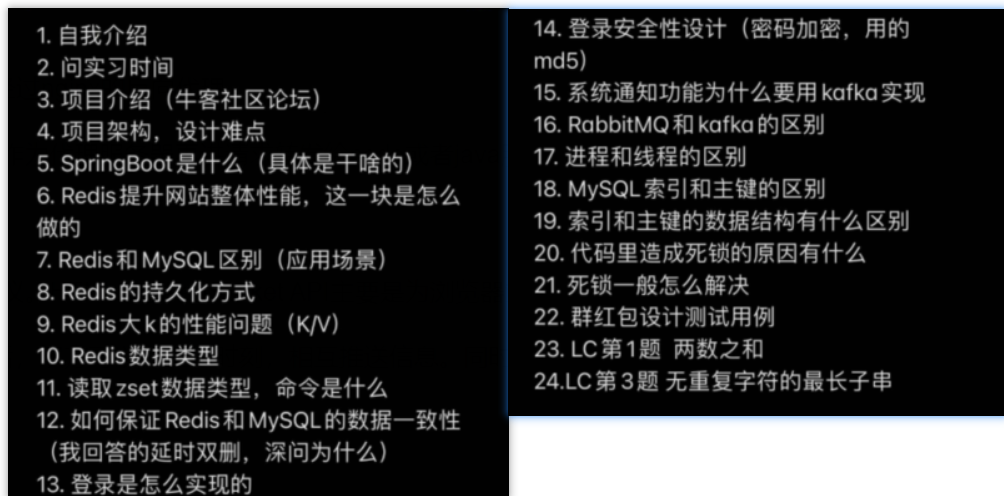 1. 自我介绍
2. 问实习时间
3. 项目介绍（牛客社区论坛）
4. 项目架构，设计难点
5. SpringBoot是什么（具体是干啥的）
6. Redis提升网站整体性能，这一块是怎么
做的
7. Redis和MySQL区别（应用场景）
8. Redis的持久化方式
9. Redis大k的性能问题（K/V）
10. Redis数据类型
11. 读取zset数据类型，命令是什么
12. 如何保证Redis和MySQL的数据一致性
（我回答的延时双删，深问为什么）
13. 登录是怎么实现的
14. 登录安全性设计（密码加密，用的
md5）
15. 系统通知功能为什么要用kafka实现
16. RabbitMQ和kafka的区别
17. 进程和线程的区别
18. MySQL索引和主键的区别
19. 索引和主键的数据结构有什么区别
20. 代码里造成死锁的原因有什么
21. 死锁一般怎么解决
22. 群红包设计测试用例
23. LC第1题 两数之和
24.LC第3题 无重复字符的最长子串